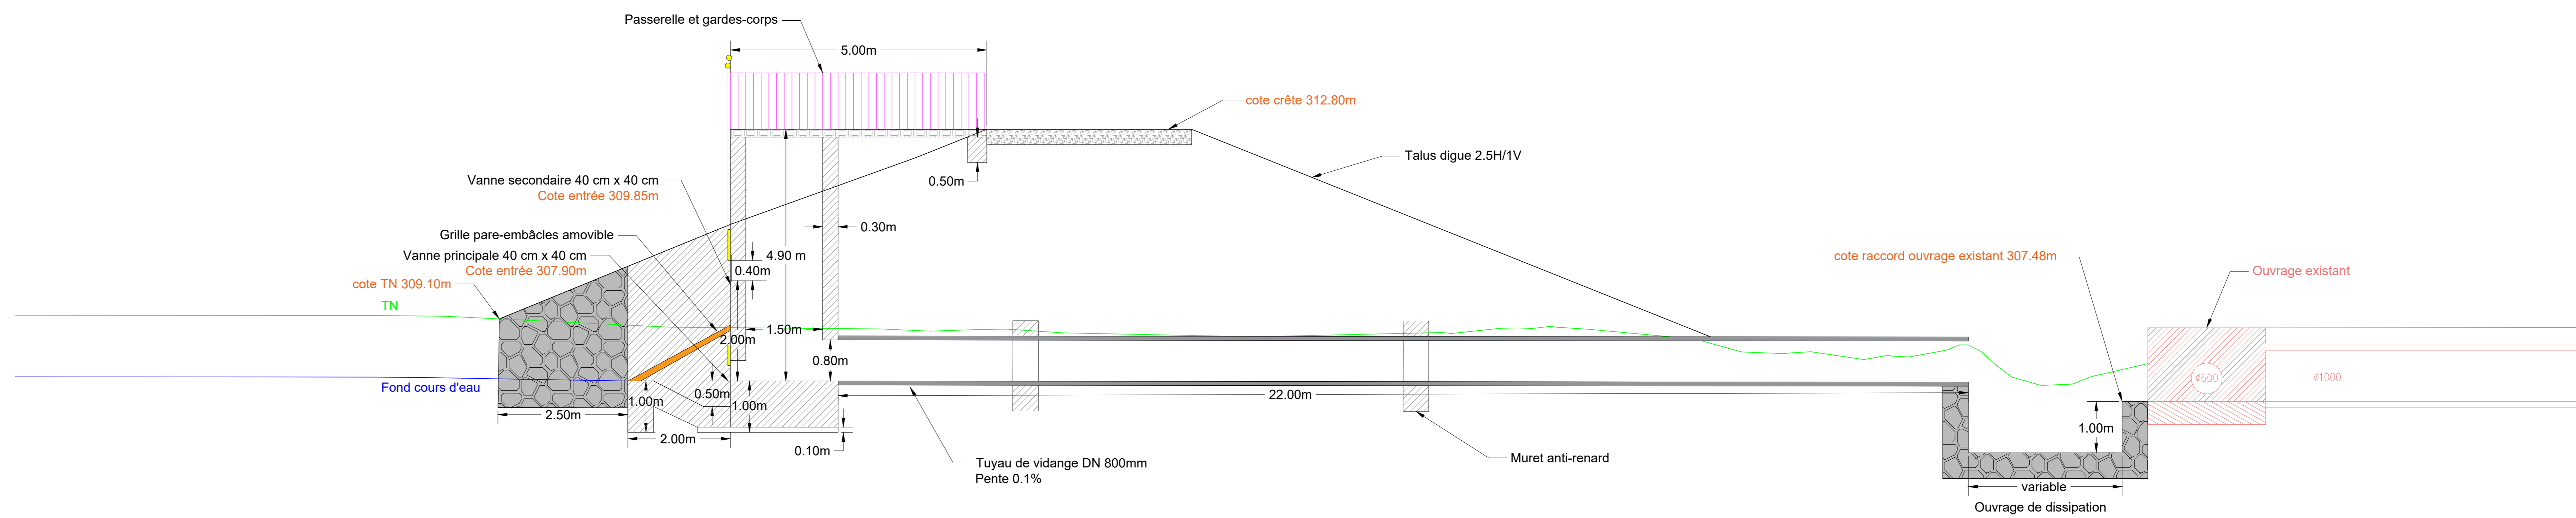 Passerelle et gardes-corps
5.00m
cote crête 312.80m
Talus digue 2.5H/1V
Vanne secondaire 40 cm x 40 cm
Cote entrée 309.85m
0.50m
0.30m
Grille pare-embâcles amovible
Vanne principale 40 cm x 40 cm
Cote entrée 307.90m
4.90 m
0.40m
cote TN 309.10m
TN
cote raccord ouvrage existant 307.48m
Ouvrage existant
1.50m
2.00m
0.80m
Fond cours d'eau
ø600
ø1000
0.50m
1.00m
1.00m
22.00m
2.50m
2.00m
1.00m
0.10m
Tuyau de vidange DN 800mm
Pente 0.1%
Muret anti-renard
variable
Ouvrage de dissipation